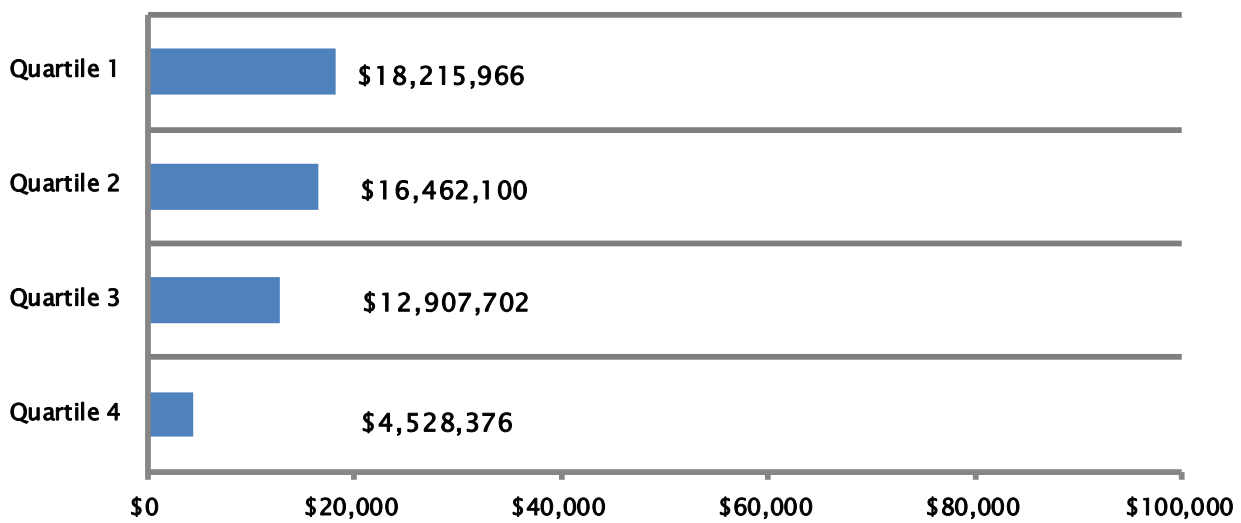 Quartile 1 $18,215,966
Quartile 2 $16,462,100
Quartile 3 $12,907,702
Quartile 4 $4,528,376
$0 $20,000 $40,000 $60,000 $80,000 $100,000